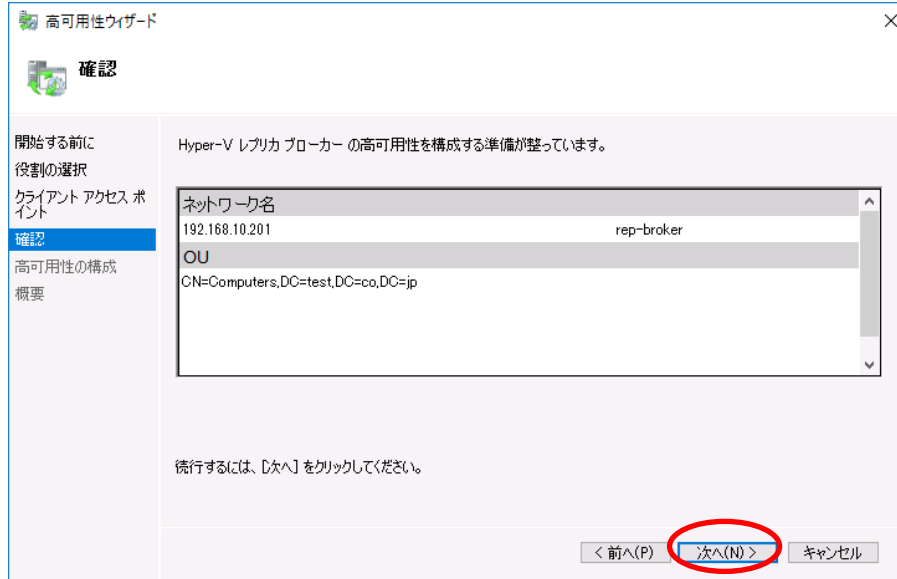 高可用性ウィザード
確認
開始する前に
役割の選択
クライアント アクセス ポ
イント
確認
高可用性の構成
概要
Hyper-V レプリカ ブローカー の高可用性を構成する準備が整っています。
ネットワーク名
192.168.10.201 rep-broker
OU
CN=Computers,DC=test,DC=co,DC=jp
続行するには、[次へ] をクリックしてください。
< 前へ(P) 次へ(N) > キャンセル